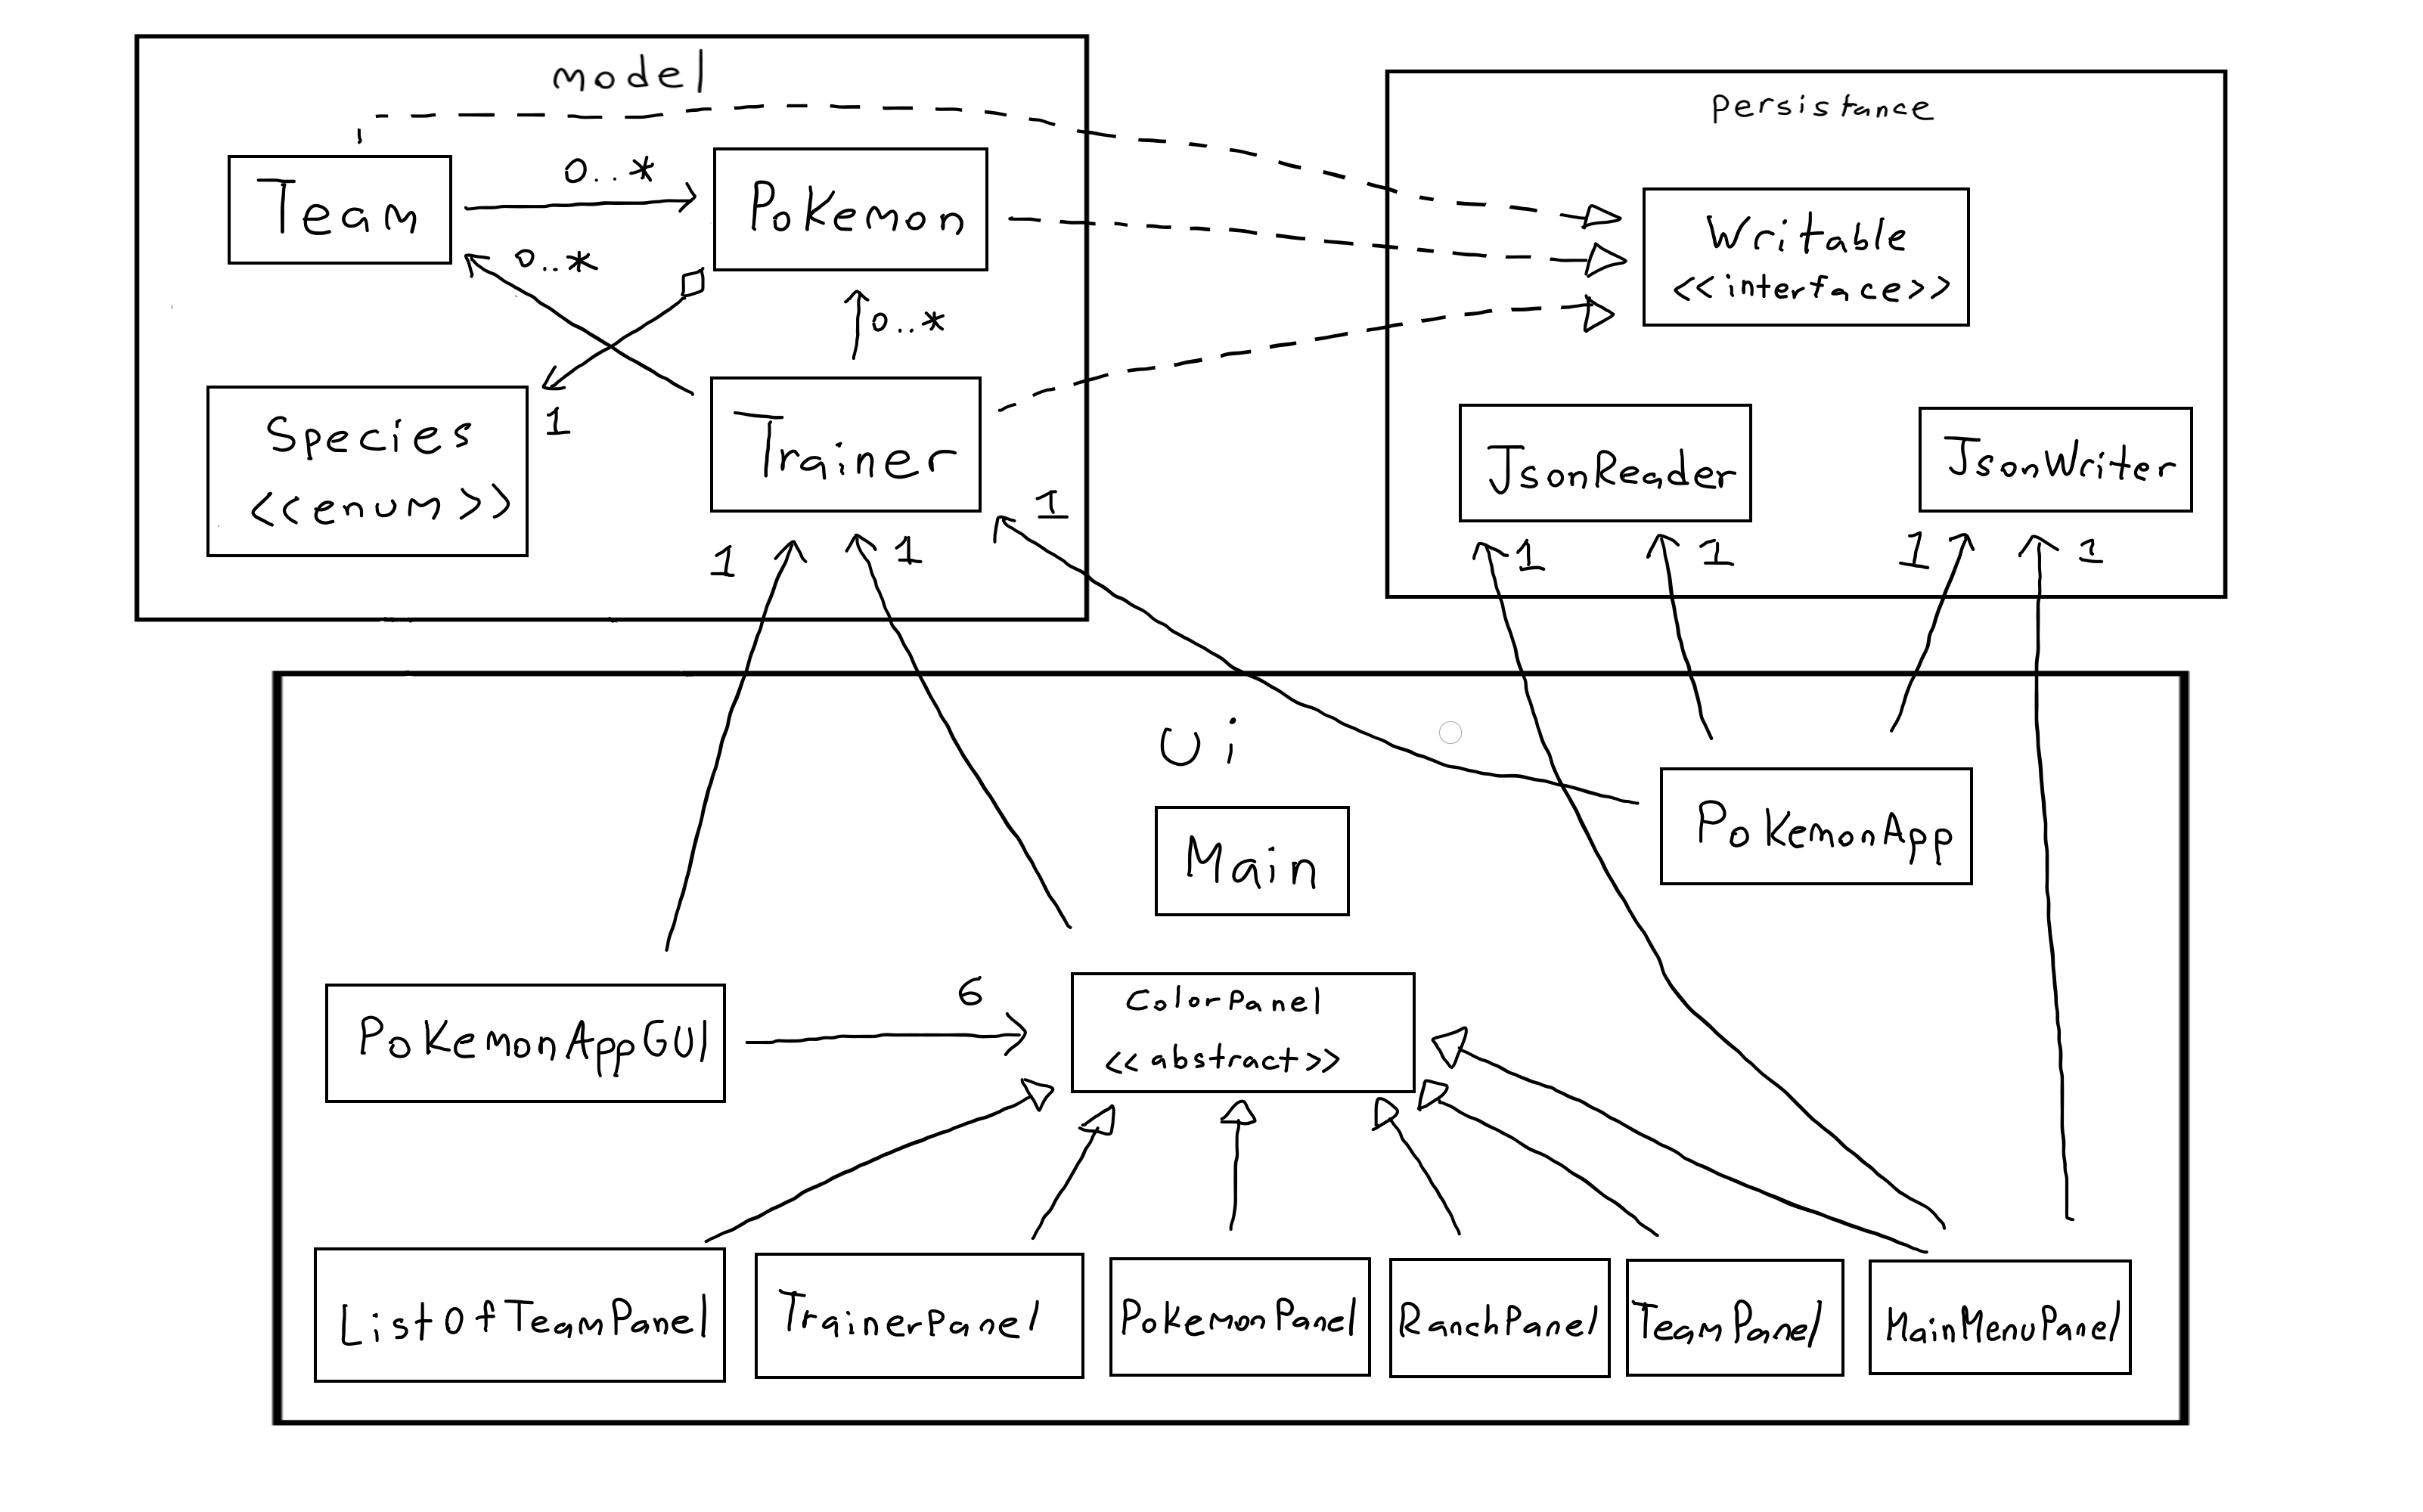 model
Persistance
0..*
Team
Pokemon
Writable
<<interface>>
0..*
0..*
1
Species
<<enum>>
Trainer
JsonReader
JsonWriter
1
1
1
1
1
1
1
Ui
Main
PokemonApp
6
ColorPanel
<<abstract>>
PokemonAppGUI
ListOfTeamPanel
TrainerPanel
PokemonPanel
RanchPanel
TeamPanel
MainMenuPanel